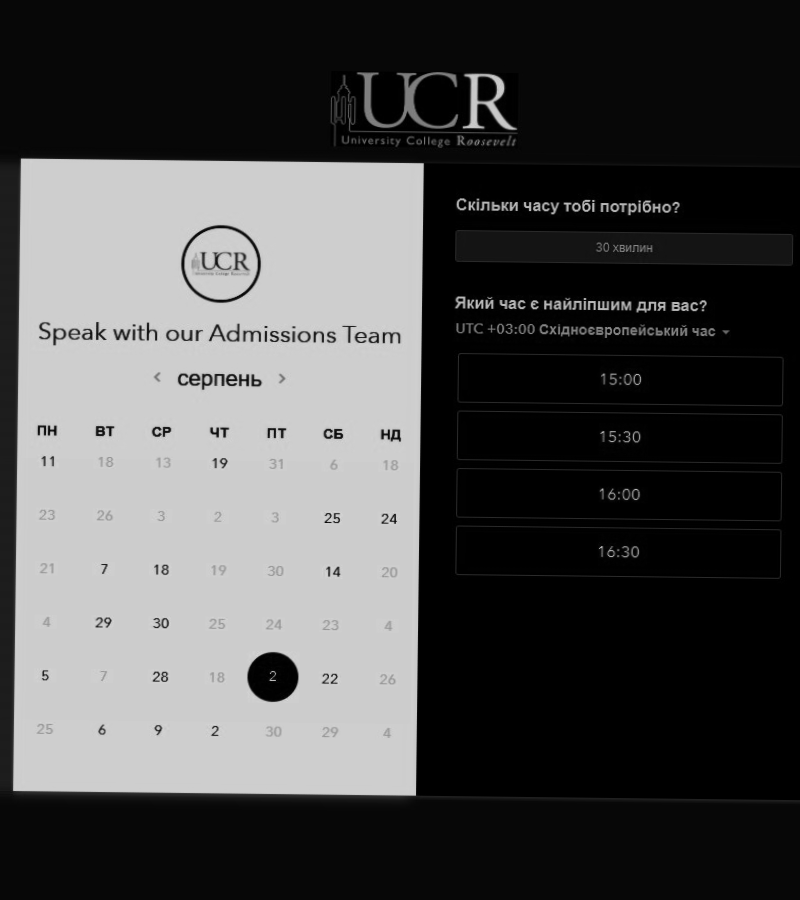 UCR
University College Roosevelt
UCR
University College Roosevelt
Speak with our Admissions Team
серпень
ПН ВТ СР ЧТ ПТ СБ НД
11 18 13 19 31 6 18
23 26 3 2 3 25 24
21 7 18 19 30 14 20
4 29 30 25 24 23 4
5 7 28 18 2 22 26
25 6 9 2 30 29 4
Скільки часу тобі потрібно?
30 хвилин
Який час є найліпшим для вас?
UTC +03:00 Східноєвропейський час
15:00
15:30
16:00
16:30